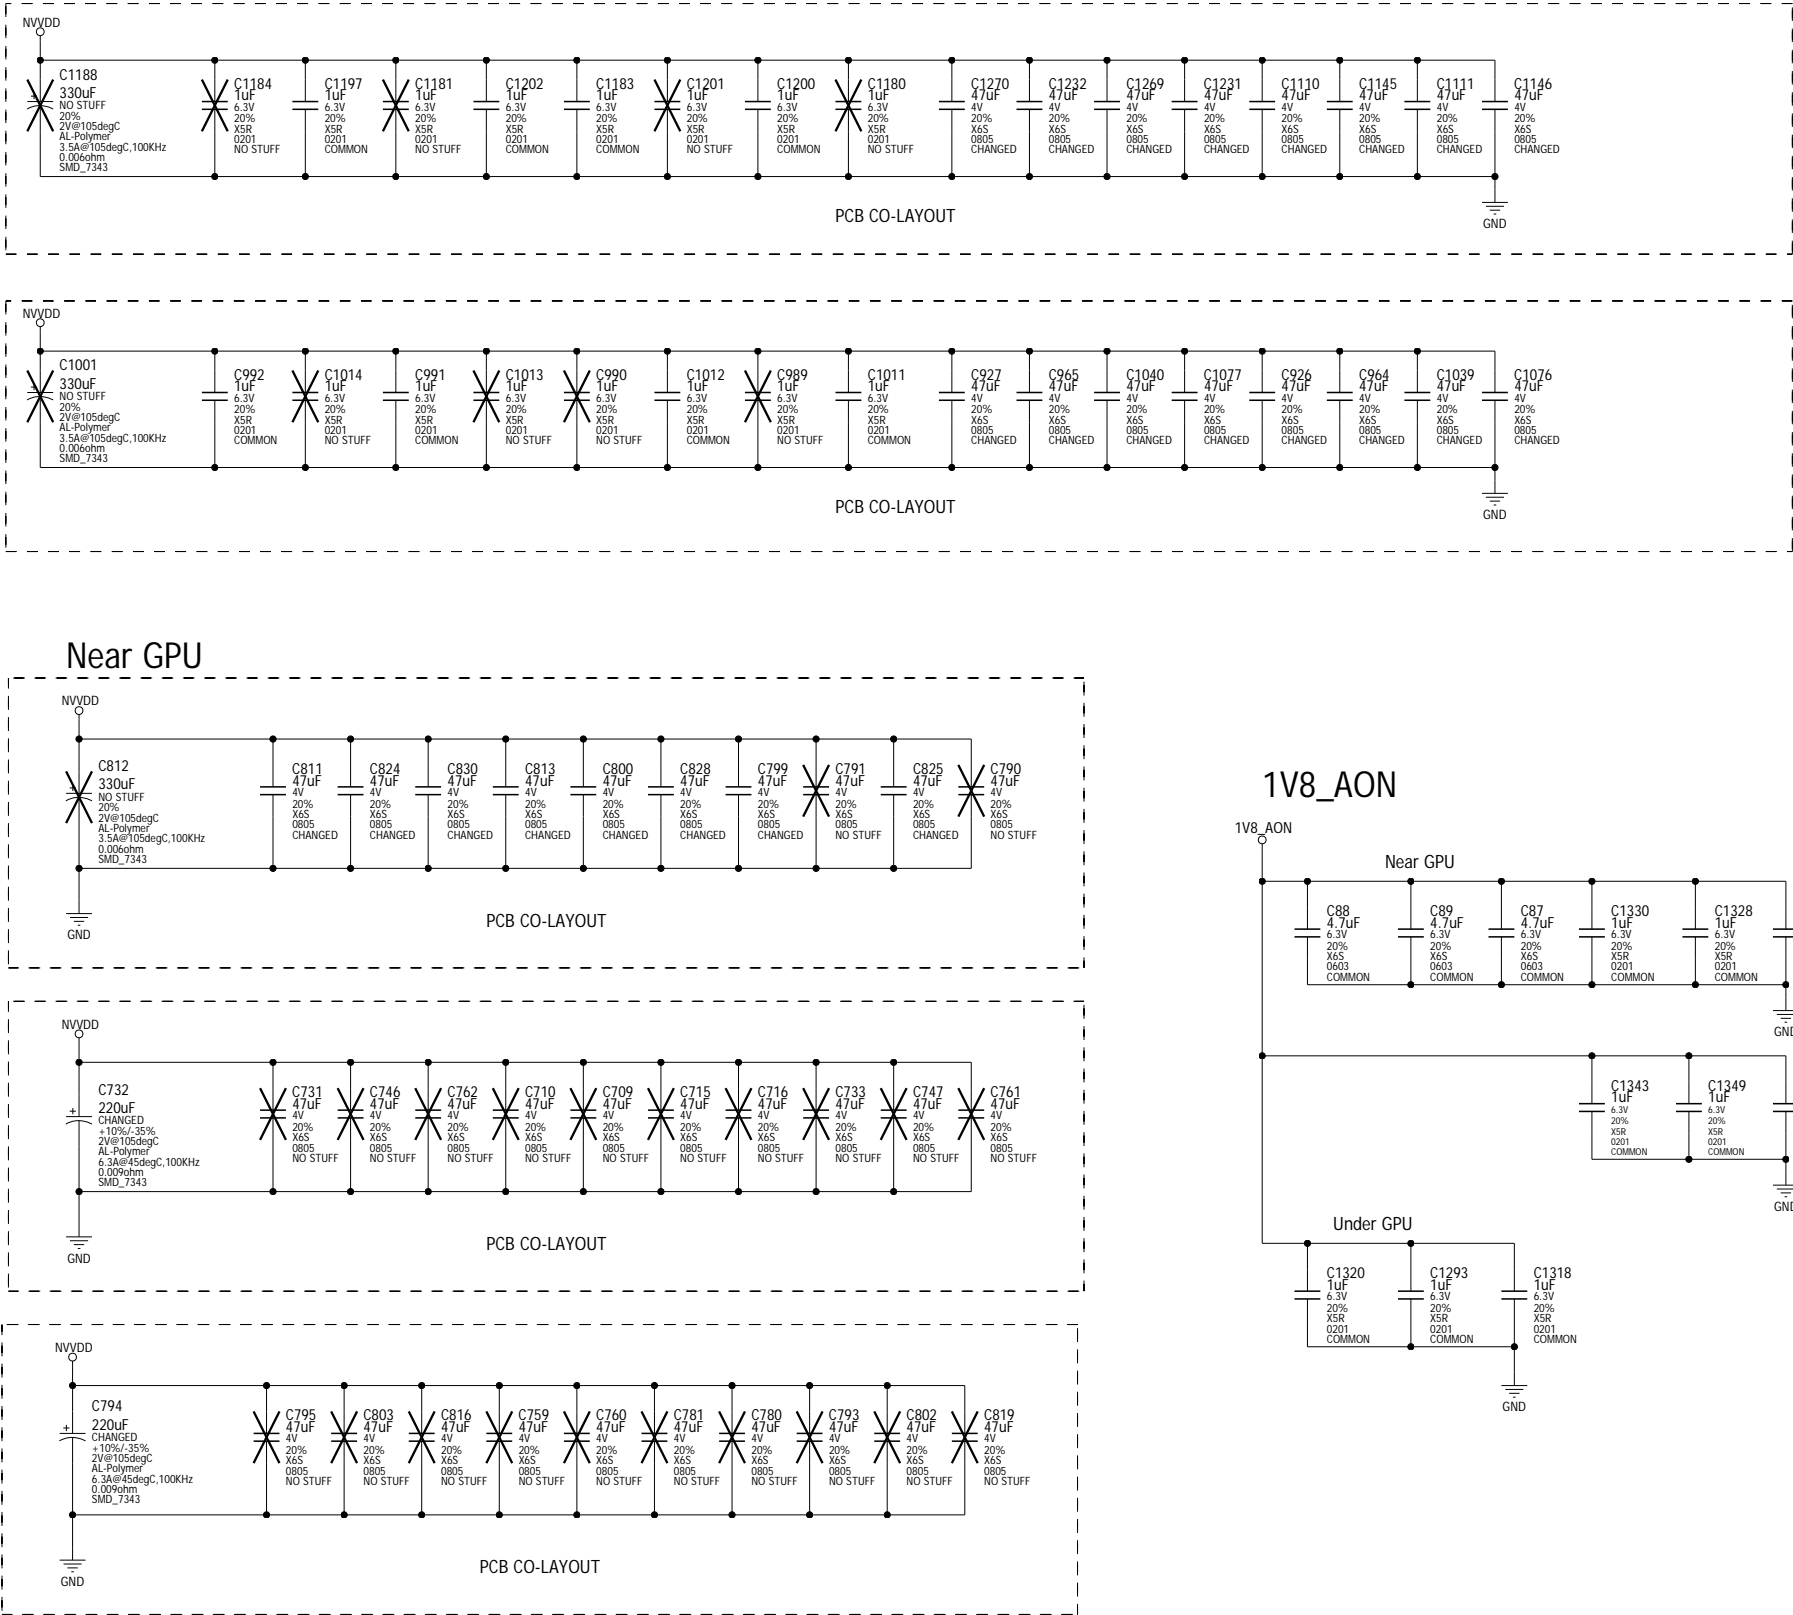 NVVDD
C1188
330uF
NO STUFF
20%
2V@105degC
AL-Polymer
3.5A@105degC,100KHz
0.006ohm
SMD_7343
C1184
1uF
6.3V
20%
X5R
0201
NO STUFF
C1197
1uF
6.3V
20%
X5R
0201
COMMON
C1181
1uF
6.3V
20%
X5R
0201
NO STUFF
C1202
1uF
6.3V
20%
X5R
0201
COMMON
C1183
1uF
6.3V
20%
X5R
0201
COMMON
C1201
1uF
6.3V
20%
X5R
0201
NO STUFF
C1200
1uF
6.3V
20%
X5R
0201
COMMON
C1180
1uF
6.3V
20%
X5R
0201
NO STUFF
C1270
47uF
4V
20%
X6S
0805
CHANGED
C1232
47uF
4V
20%
X6S
0805
CHANGED
C1269
47uF
4V
20%
X6S
0805
CHANGED
C1231
47uF
4V
20%
X6S
0805
CHANGED
C1110
47uF
4V
20%
X6S
0805
CHANGED
C1145
47uF
4V
20%
X6S
0805
CHANGED
C1111
47uF
4V
20%
X6S
0805
CHANGED
C1146
47uF
4V
20%
X6S
0805
CHANGED
PCB CO-LAYOUT
GND
NVVDD
C1001
330uF
NO STUFF
20%
2V@105degC
AL-Polymer
3.5A@105degC,100KHz
0.006ohm
SMD_7343
C992
1uF
6.3V
20%
X5R
0201
COMMON
C1014
1uF
6.3V
20%
X5R
0201
NO STUFF
C991
1uF
6.3V
20%
X5R
0201
COMMON
C1013
1uF
6.3V
20%
X5R
0201
NO STUFF
C990
1uF
6.3V
20%
X5R
0201
NO STUFF
C1012
1uF
6.3V
20%
X5R
0201
COMMON
C989
1uF
6.3V
20%
X5R
0201
NO STUFF
C1011
1uF
6.3V
20%
X5R
0201
COMMON
C927
47uF
4V
20%
X6S
0805
CHANGED
C965
47uF
4V
20%
X6S
0805
CHANGED
C1040
47uF
4V
20%
X6S
0805
CHANGED
C1077
47uF
4V
20%
X6S
0805
CHANGED
C926
47uF
4V
20%
X6S
0805
CHANGED
C964
47uF
4V
20%
X6S
0805
CHANGED
C1039
47uF
4V
20%
X6S
0805
CHANGED
C1076
47uF
4V
20%
X6S
0805
CHANGED
PCB CO-LAYOUT
GND
Near GPU
NVVDD
C812
330uF
NO STUFF
20%
2V@105degC
AL-Polymer
3.5A@105degC,100KHz
0.006ohm
SMD_7343
C811
47uF
4V
20%
X6S
0805
CHANGED
C824
47uF
4V
20%
X6S
0805
CHANGED
C830
47uF
4V
20%
X6S
0805
CHANGED
C813
47uF
4V
20%
X6S
0805
CHANGED
C800
47uF
4V
20%
X6S
0805
CHANGED
C828
47uF
4V
20%
X6S
0805
CHANGED
C799
47uF
4V
20%
X6S
0805
CHANGED
C791
47uF
4V
20%
X6S
0805
NO STUFF
C825
47uF
4V
20%
X6S
0805
CHANGED
C790
47uF
4V
20%
X6S
0805
NO STUFF
GND
PCB CO-LAYOUT
NVVDD
C732
220uF
CHANGED
+10%/-35%
2V@105degC
AL-Polymer
6.3A@45degC,100KHz
0.009ohm
SMD_7343
C731
47uF
4V
20%
X6S
0805
NO STUFF
C746
47uF
4V
20%
X6S
0805
NO STUFF
C762
47uF
4V
20%
X6S
0805
NO STUFF
C710
47uF
4V
20%
X6S
0805
NO STUFF
C709
47uF
4V
20%
X6S
0805
NO STUFF
C715
47uF
4V
20%
X6S
0805
NO STUFF
C716
47uF
4V
20%
X6S
0805
NO STUFF
C733
47uF
4V
20%
X6S
0805
NO STUFF
C747
47uF
4V
20%
X6S
0805
NO STUFF
C761
47uF
4V
20%
X6S
0805
NO STUFF
GND
PCB CO-LAYOUT
NVVDD
C794
220uF
CHANGED
+10%/-35%
2V@105degC
AL-Polymer
6.3A@45degC,100KHz
0.009ohm
SMD_7343
C795
47uF
4V
20%
X6S
0805
NO STUFF
C803
47uF
4V
20%
X6S
0805
NO STUFF
C816
47uF
4V
20%
X6S
0805
NO STUFF
C759
47uF
4V
20%
X6S
0805
NO STUFF
C760
47uF
4V
20%
X6S
0805
NO STUFF
C781
47uF
4V
20%
X6S
0805
NO STUFF
C780
47uF
4V
20%
X6S
0805
NO STUFF
C793
47uF
4V
20%
X6S
0805
NO STUFF
C802
47uF
4V
20%
X6S
0805
NO STUFF
C819
47uF
4V
20%
X6S
0805
NO STUFF
GND
PCB CO-LAYOUT
1V8_AON
1V8_AON
Near GPU
C88
4.7uF
6.3V
20%
X6S
0603
COMMON
C89
4.7uF
6.3V
20%
X6S
0603
COMMON
C87
4.7uF
6.3V
20%
X6S
0603
COMMON
C1330
1uF
6.3V
20%
X5R
0201
COMMON
C1328
1uF
6.3V
20%
X5R
0201
COMMON
GND
C1343
1uF
6.3V
20%
X5R
0201
COMMON
C1349
1uF
6.3V
20%
X5R
0201
COMMON
GND
Under GPU
C1320
1uF
6.3V
20%
X5R
0201
COMMON
C1293
1uF
6.3V
20%
X5R
0201
COMMON
C1318
1uF
6.3V
20%
X5R
0201
COMMON
GND